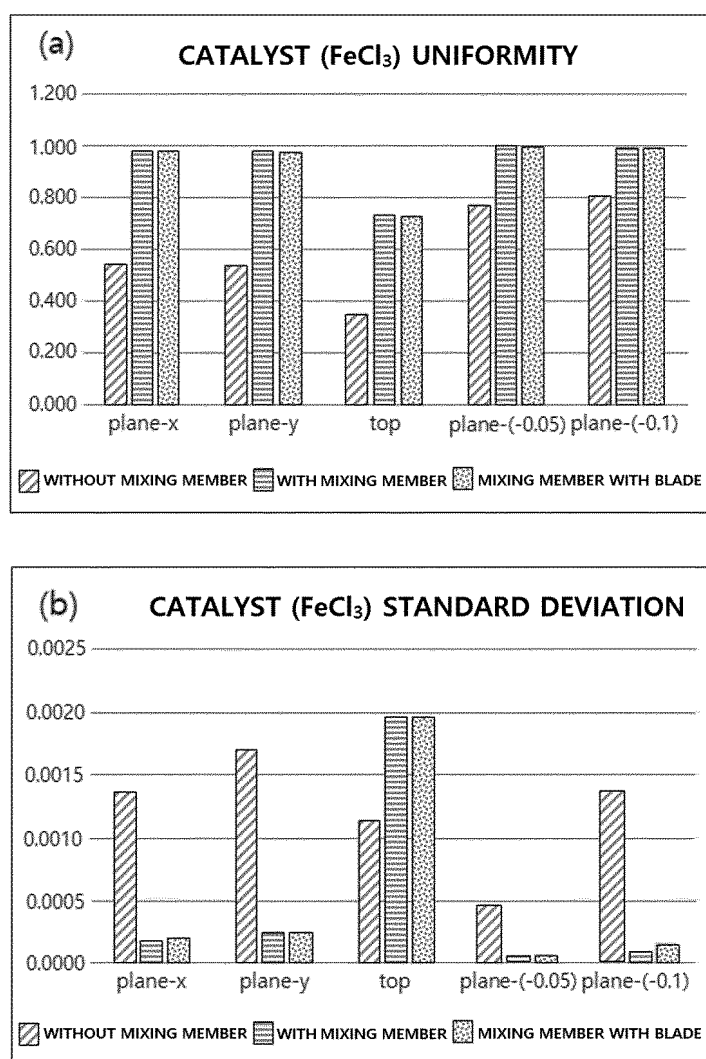 (a)
CATALYST (FeCl₃) UNIFORMITY
1.200
1.000
0.800
0.600
0.400
0.200
0.000
plane-x plane-y top plane-(-0.05) plane-(-0.1)
WITHOUT MIXING MEMBER WITH MIXING MEMBER MIXING MEMBER WITH BLADE
(b)
CATALYST (FeCl₃) STANDARD DEVIATION
0.0025
0.0020
0.0015
0.0010
0.0005
0.0000
plane-x plane-y top plane-(-0.05) plane-(-0.1)
WITHOUT MIXING MEMBER WITH MIXING MEMBER MIXING MEMBER WITH BLADE